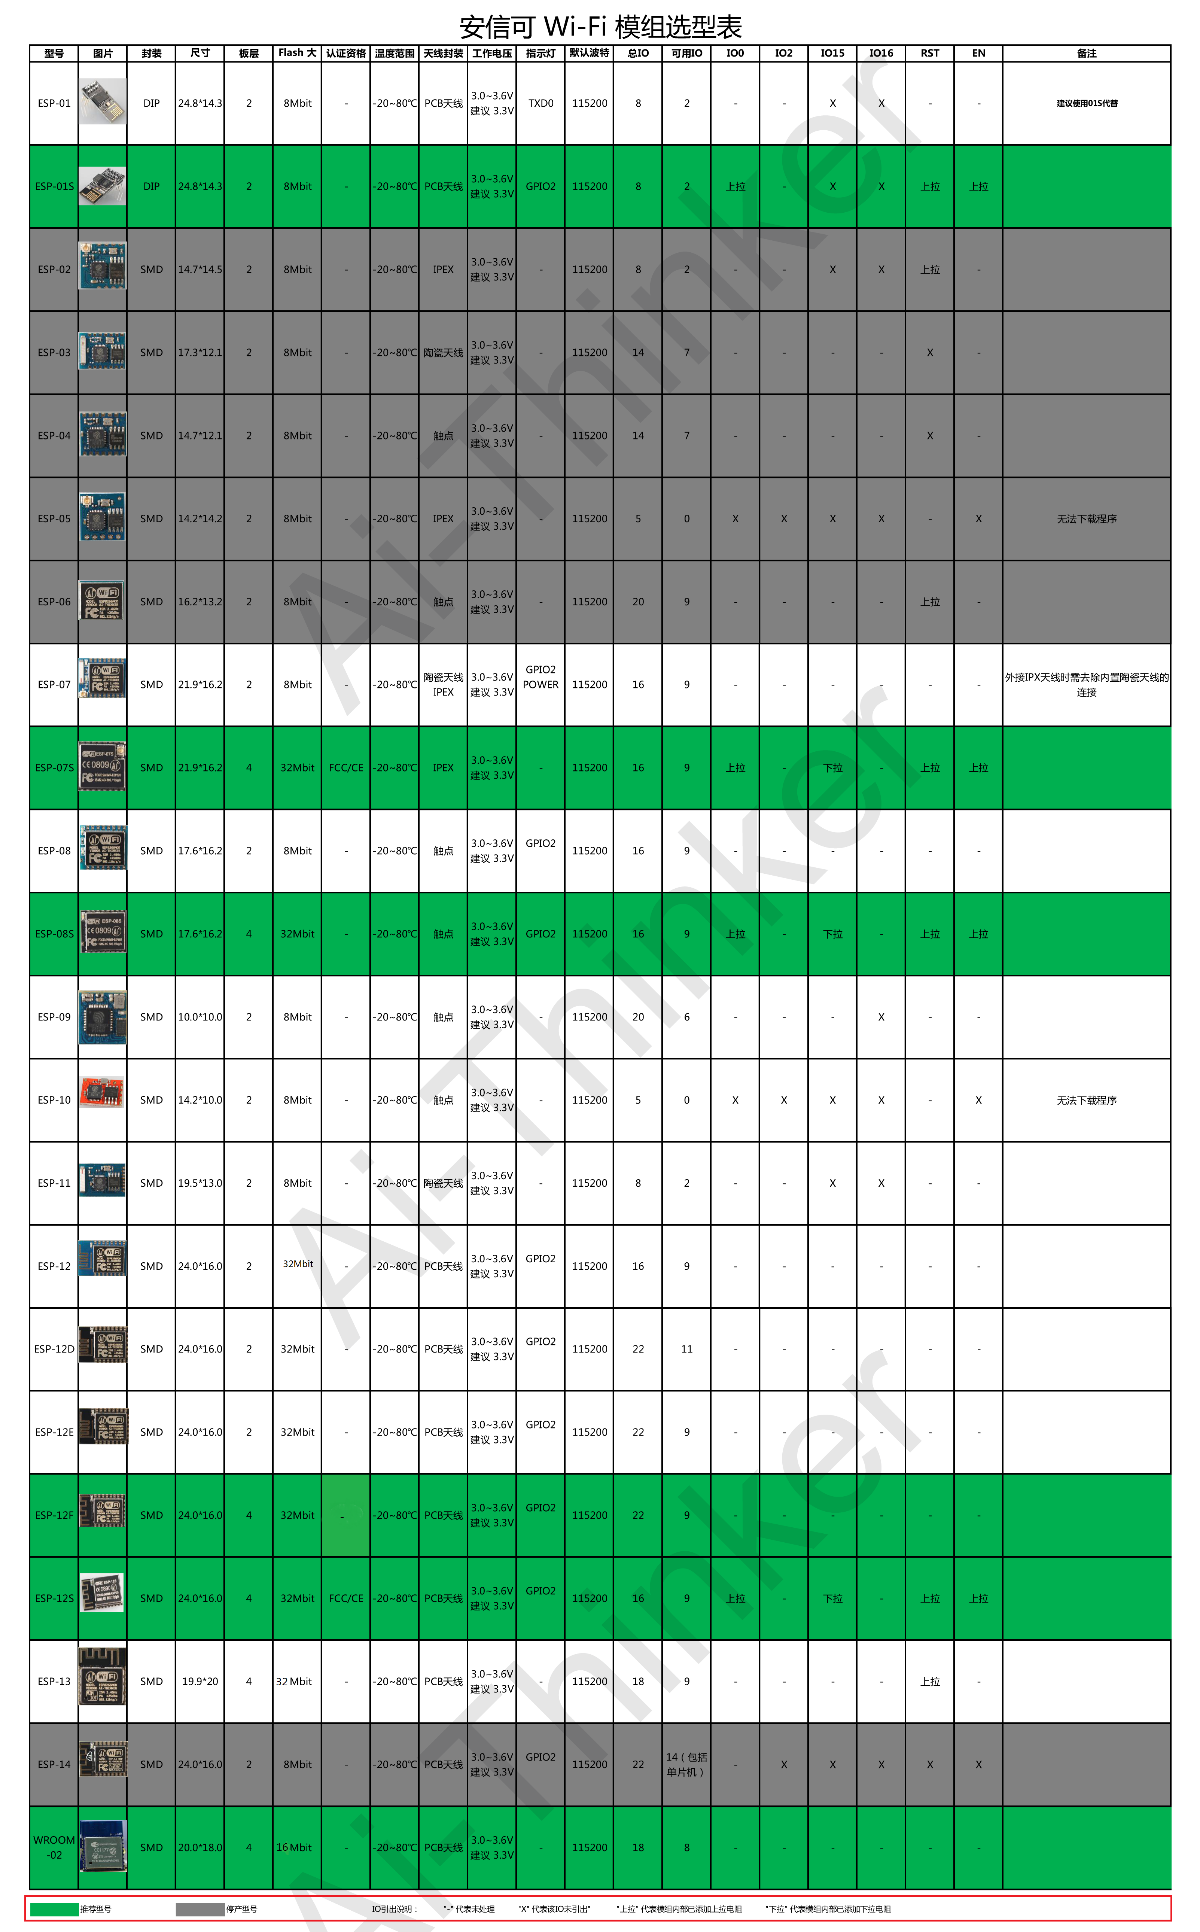 安信可 Wi-Fi 模组选型表
型号 图片 封装 尺寸 板层 Flash 大 认证资格 温度范围 天线封装 工作电压 指示灯 默认波特 总IO 可用IO IO0 IO2 IO15 IO16 RST EN 备注
ESP-01 DIP 24.8*14.3 2 8Mbit - -20~80℃ PCB天线 3.0~3.6V 建议 3.3V TXD0 115200 8 2 - - X X - - 建议使用01S代替
ESP-01S DIP 24.8*14.3 2 8Mbit - -20~80℃ PCB天线 3.0~3.6V 建议 3.3V GPIO2 115200 8 2 上拉 - X X 上拉 上拉
ESP-02 SMD 14.7*14.5 2 8Mbit - -20~80℃ IPEX 3.0~3.6V 建议 3.3V - 115200 8 2 - - X X 上拉 -
ESP-03 SMD 17.3*12.1 2 8Mbit - -20~80℃ 陶瓷天线 3.0~3.6V 建议 3.3V - 115200 14 7 - - - - X -
ESP-04 SMD 14.7*12.1 2 8Mbit - -20~80℃ 触点 3.0~3.6V 建议 3.3V - 115200 14 7 - - - - X -
ESP-05 SMD 14.2*14.2 2 8Mbit - -20~80℃ IPEX 3.0~3.6V 建议 3.3V - 115200 5 0 X X X X - X 无法下载程序
ESP-06 SMD 16.2*13.2 2 8Mbit - -20~80℃ 触点 3.0~3.6V 建议 3.3V - 115200 20 9 - - - - 上拉 -
ESP-07 SMD 21.9*16.2 2 8Mbit - -20~80℃ 陶瓷天线 IPEX 3.0~3.6V 建议 3.3V GPIO2 POWER 115200 16 9 - - - - - - 外接IPX天线时需去除内置陶瓷天线的连接
ESP-07S SMD 21.9*16.2 4 32Mbit FCC/CE -20~80℃ IPEX 3.0~3.6V 建议 3.3V - 115200 16 9 上拉 - 下拉 - 上拉 上拉
ESP-08 SMD 17.6*16.2 2 8Mbit - -20~80℃ 触点 3.0~3.6V 建议 3.3V GPIO2 115200 16 9 - - - - - -
ESP-08S SMD 17.6*16.2 4 32Mbit - -20~80℃ 触点 3.0~3.6V 建议 3.3V GPIO2 115200 16 9 上拉 - 下拉 - 上拉 上拉
ESP-09 SMD 10.0*10.0 2 8Mbit - -20~80℃ 触点 3.0~3.6V 建议 3.3V - 115200 20 6 - - - X - -
ESP-10 SMD 14.2*10.0 2 8Mbit - -20~80℃ 触点 3.0~3.6V 建议 3.3V - 115200 5 0 X X X X - X 无法下载程序
ESP-11 SMD 19.5*13.0 2 8Mbit - -20~80℃ 陶瓷天线 3.0~3.6V 建议 3.3V - 115200 8 2 - - X X - -
ESP-12 SMD 24.0*16.0 2 32Mbit - -20~80℃ PCB天线 3.0~3.6V 建议 3.3V GPIO2 115200 16 9 - - - - - -
ESP-12D SMD 24.0*16.0 2 32Mbit - -20~80℃ PCB天线 3.0~3.6V 建议 3.3V GPIO2 115200 22 11 - - - - - -
ESP-12E SMD 24.0*16.0 2 32Mbit - -20~80℃ PCB天线 3.0~3.6V 建议 3.3V GPIO2 115200 22 9 - - - - - -
ESP-12F SMD 24.0*16.0 4 32Mbit - -20~80℃ PCB天线 3.0~3.6V 建议 3.3V GPIO2 115200 22 9 - - - - - -
ESP-12S SMD 24.0*16.0 4 32Mbit FCC/CE -20~80℃ PCB天线 3.0~3.6V 建议 3.3V GPIO2 115200 16 9 上拉 - 下拉 - 上拉 上拉
ESP-13 SMD 19.9*20 4 32 Mbit - -20~80℃ PCB天线 3.0~3.6V 建议 3.3V - 115200 18 9 - - - - 上拉 -
ESP-14 SMD 24.0*16.0 2 8Mbit - -20~80℃ PCB天线 3.0~3.6V 建议 3.3V GPIO2 115200 22 14（包括单片机） - X X X X X
WROOM-02 SMD 20.0*18.0 4 16 Mbit -20~80℃ PCB天线 3.0~3.6V 建议 3.3V - 115200 18 8 - - - - - -
推荐型号 停产型号 IO引出说明： "-" 代表未处理 "X" 代表该IO未引出" "上拉" 代表模组内部已添加上拉电阻 "下拉" 代表模组内部已添加下拉电阻
Ai-Thinker
Ai-Thinker
Ai-Thinker